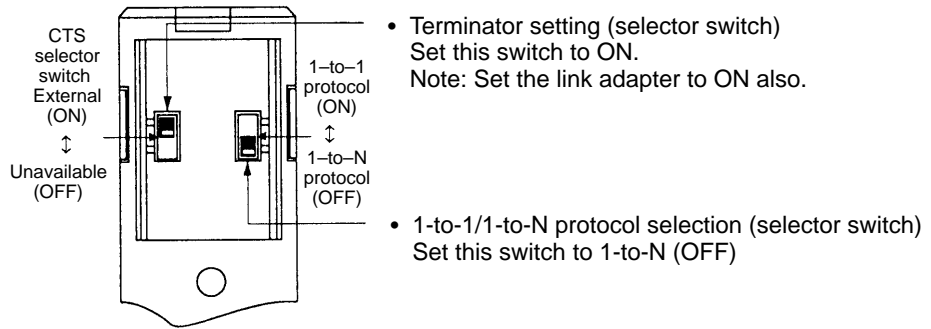 CTS
selector
switch
External
(ON)
↕
Unavailable
(OFF)
1–to–1
protocol
(ON)
↕
1–to–N
protocol
(OFF)
• Terminator setting (selector switch)
Set this switch to ON.
Note: Set the link adapter to ON also.
• 1-to-1/1-to-N protocol selection (selector switch)
Set this switch to 1-to-N (OFF)